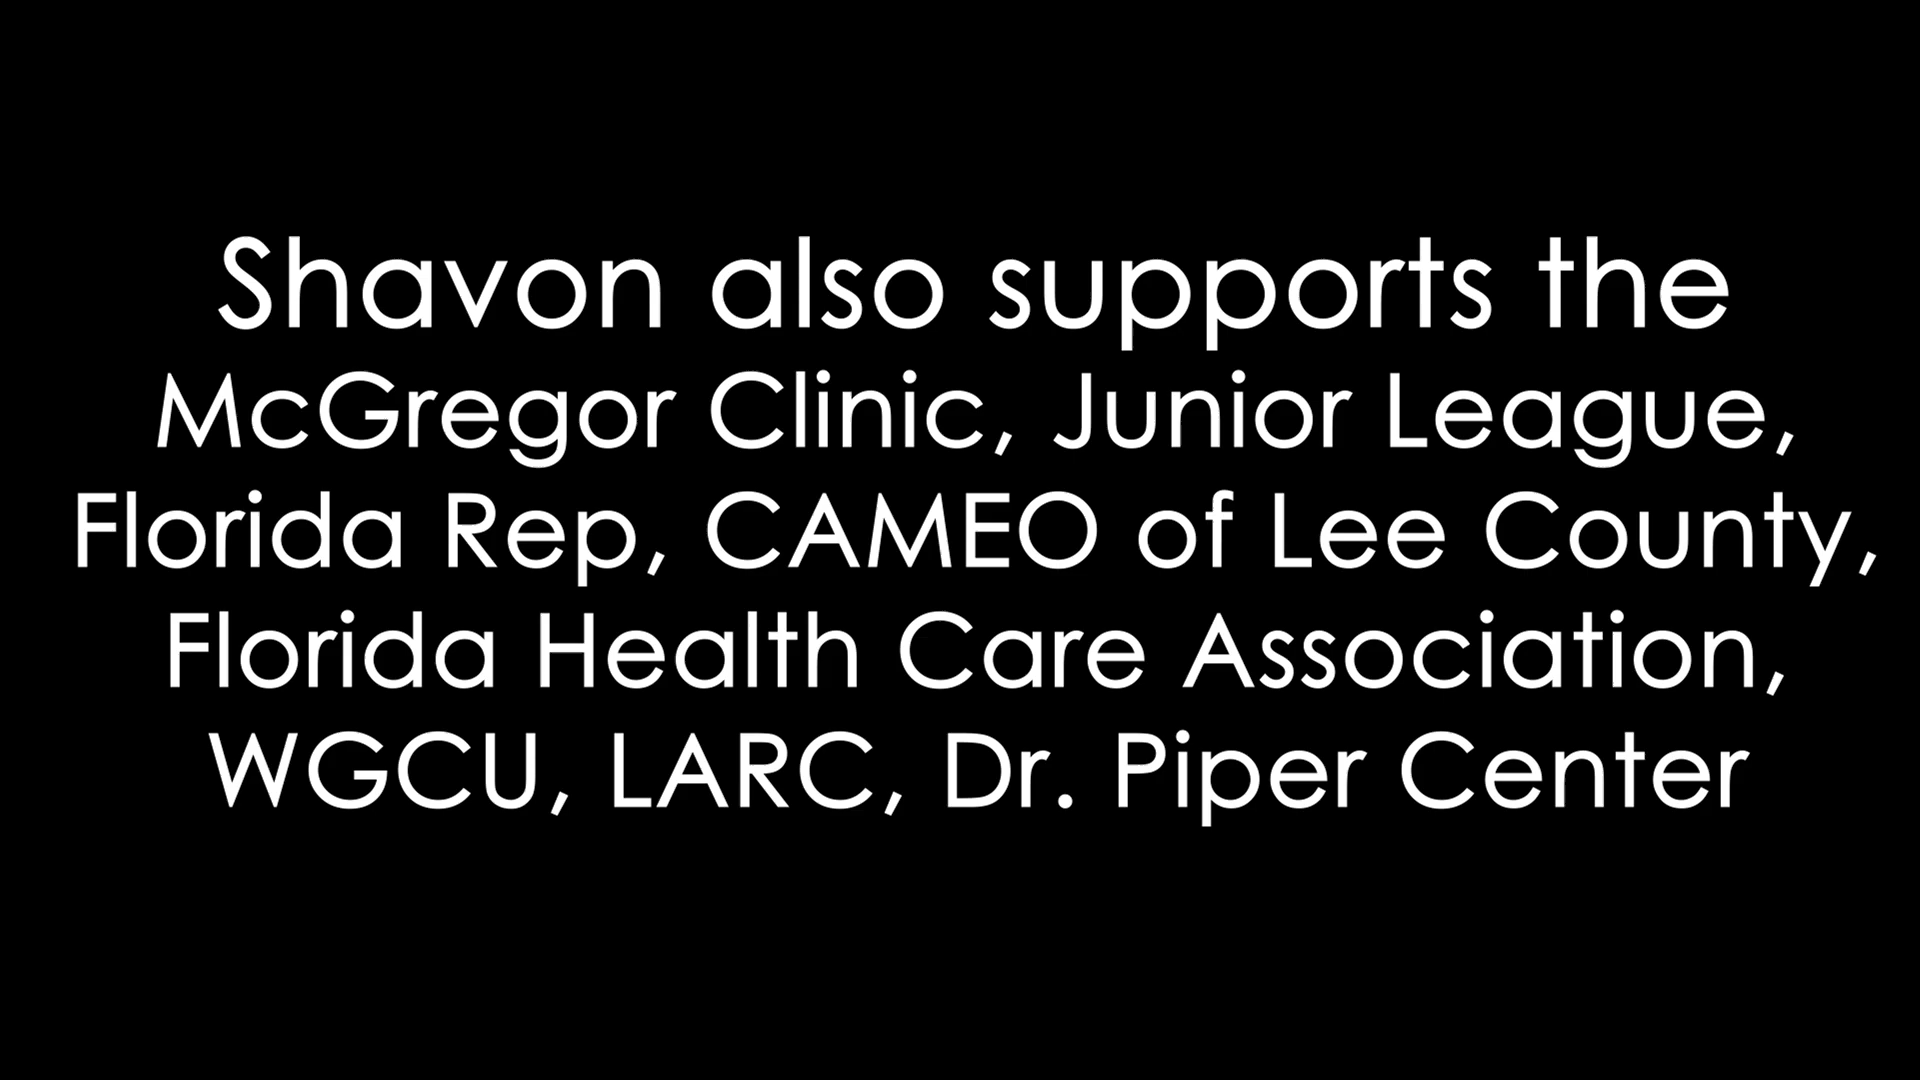 Shavon also supports the
McGregor Clinic, Junior League,
Florida Rep, CAMEO of Lee County,
Florida Health Care Association,
WGCU, LARC, Dr. Piper Center